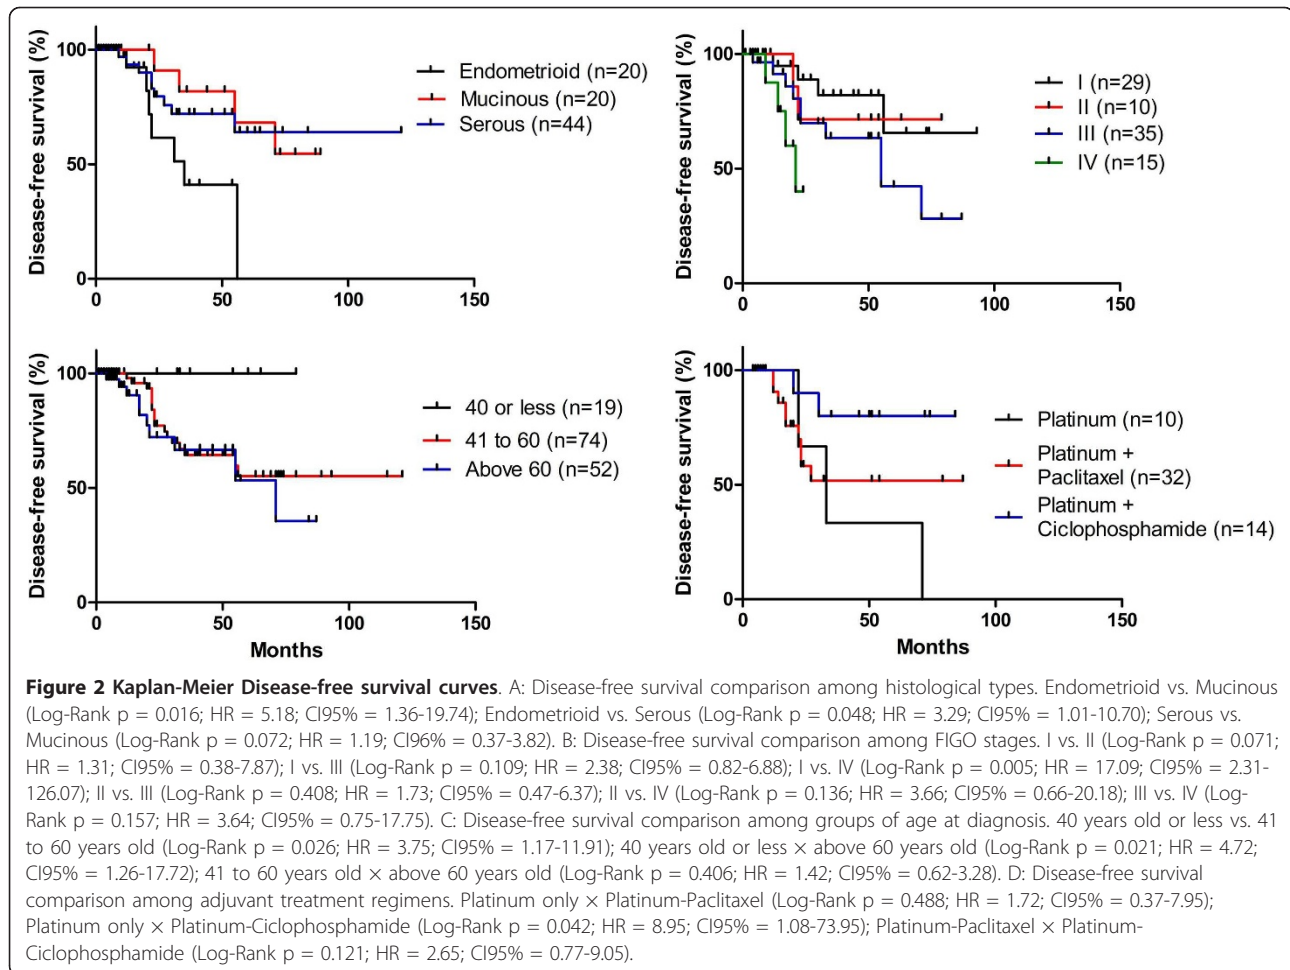 Disease-free survival (%)
100
50
0
0 50 100 150
Endometrioid (n=20)
Mucinous (n=20)
Serous (n=44)
Disease-free survival (%)
100
50
0
0 50 100 150
I (n=29)
II (n=10)
III (n=35)
IV (n=15)
Disease-free survival (%)
100
50
0
0 50 100 150
Months
40 or less (n=19)
41 to 60 (n=74)
Above 60 (n=52)
Disease-free survival (%)
100
50
0
0 50 100 150
Months
Platinum (n=10)
Platinum +
Paclitaxel (n=32)
Platinum +
Ciclophosphamide (n=14)
Figure 2 Kaplan-Meier Disease-free survival curves. A: Disease-free survival comparison among histological types. Endometrioid vs. Mucinous
(Log-Rank p = 0.016; HR = 5.18; CI95% = 1.36-19.74); Endometrioid vs. Serous (Log-Rank p = 0.048; HR = 3.29; CI95% = 1.01-10.70); Serous vs.
Mucinous (Log-Rank p = 0.072; HR = 1.19; CI96% = 0.37-3.82). B: Disease-free survival comparison among FIGO stages. I vs. II (Log-Rank p = 0.071;
HR = 1.31; CI95% = 0.38-7.87); I vs. III (Log-Rank p = 0.109; HR = 2.38; CI95% = 0.82-6.88); I vs. IV (Log-Rank p = 0.005; HR = 17.09; CI95% = 2.31-
126.07); II vs. III (Log-Rank p = 0.408; HR = 1.73; CI95% = 0.47-6.37); II vs. IV (Log-Rank p = 0.136; HR = 3.66; CI95% = 0.66-20.18); III vs. IV (Log-
Rank p = 0.157; HR = 3.64; CI95% = 0.75-17.75). C: Disease-free survival comparison among groups of age at diagnosis. 40 years old or less vs. 41
to 60 years old (Log-Rank p = 0.026; HR = 3.75; CI95% = 1.17-11.91); 40 years old or less × above 60 years old (Log-Rank p = 0.021; HR = 4.72;
CI95% = 1.26-17.72); 41 to 60 years old × above 60 years old (Log-Rank p = 0.406; HR = 1.42; CI95% = 0.62-3.28). D: Disease-free survival
comparison among adjuvant treatment regimens. Platinum only × Platinum-Paclitaxel (Log-Rank p = 0.488; HR = 1.72; CI95% = 0.37-7.95);
Platinum only × Platinum-Ciclophosphamide (Log-Rank p = 0.042; HR = 8.95; CI95% = 1.08-73.95); Platinum-Paclitaxel × Platinum-
Ciclophosphamide (Log-Rank p = 0.121; HR = 2.65; CI95% = 0.77-9.05).